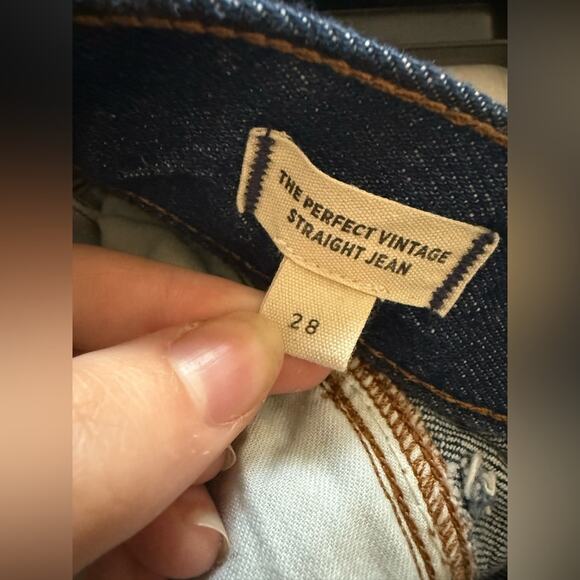 THE PERFECT VINTAGE
STRAIGHT JEAN
28